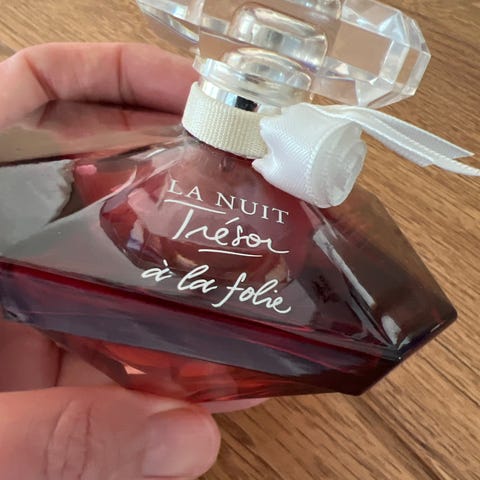 LA NUIT
Trésor
à la folie